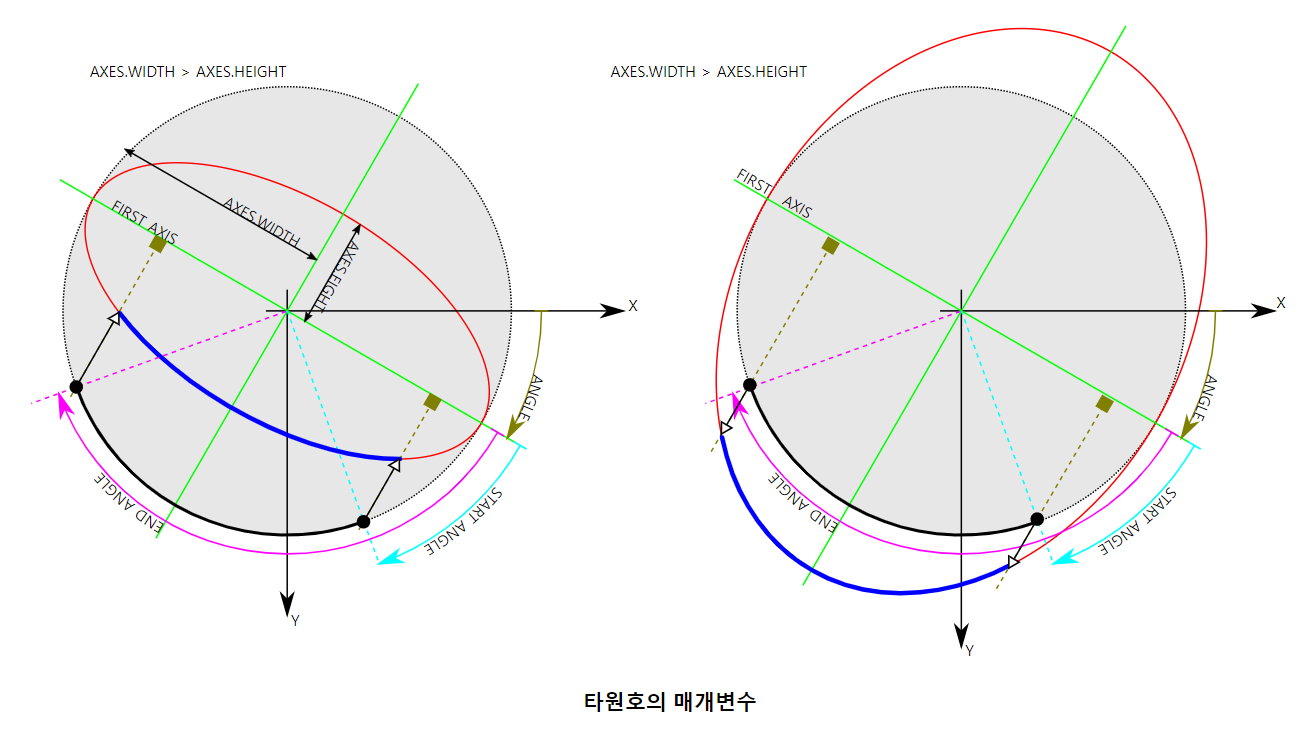 AXES.WIDTH > AXES.HEIGHT
FIRST AXIS
AXES.WIDTH
AXES.EIGHT
X
ANGLE
START ANGLE
END ANGLE
Y
AXES.WIDTH > AXES.HEIGHT
FIRST AXIS
X
ANGLE
START ANGLE
END ANGLE
Y
타원호의 매개변수